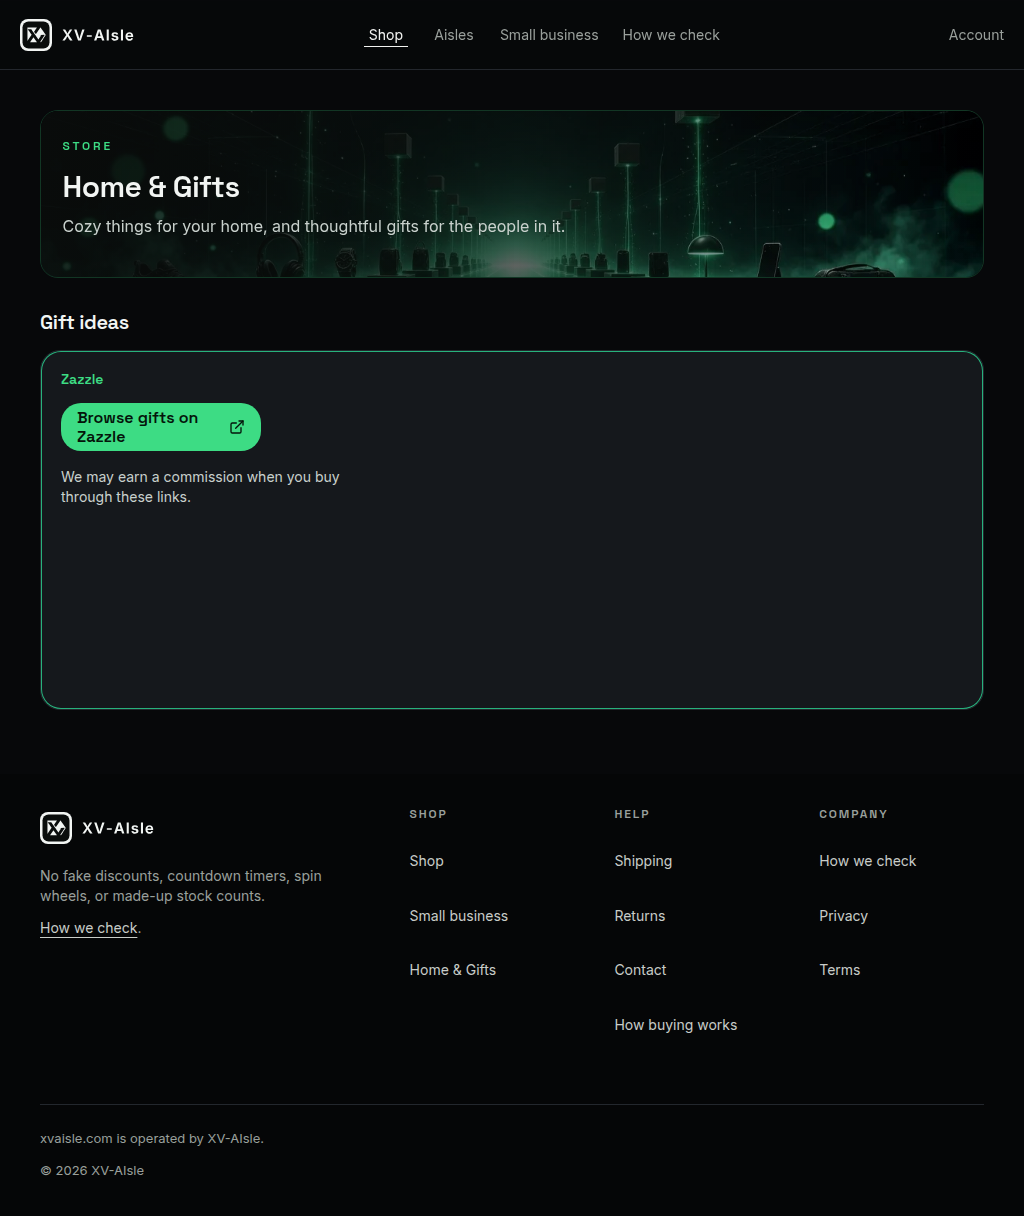 XV-AIsle
Shop
Aisles
Small business
How we check
Account
STORE
Home & Gifts
Cozy things for your home, and thoughtful gifts for the people in it.
Gift ideas
Zazzle
Browse gifts on
Zazzle
We may earn a commission when you buy
through these links.
XV-AIsle
No fake discounts, countdown timers, spin
wheels, or made-up stock counts.
How we check.
SHOP
Shop
Small business
Home & Gifts
HELP
Shipping
Returns
Contact
How buying works
COMPANY
How we check
Privacy
Terms
xvaisle.com is operated by XV-AIsle.
© 2026 XV-AIsle